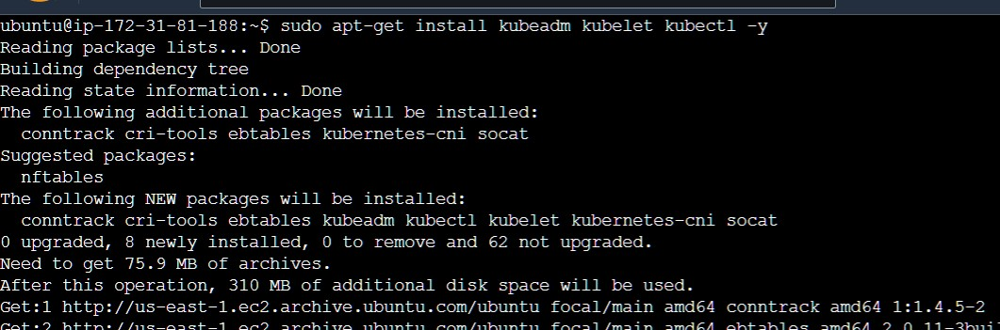 ubuntu@ip-172-31-81-188:~$ sudo apt-get install kubeadm kubelet kubectl -y
Reading package lists... Done
Building dependency tree
Reading state information... Done
The following additional packages will be installed:
  conntrack cri-tools ebtables kubernetes-cni socat
Suggested packages:
  nftables
The following NEW packages will be installed:
  conntrack cri-tools ebtables kubeadm kubectl kubelet kubernetes-cni socat
0 upgraded, 8 newly installed, 0 to remove and 62 not upgraded.
Need to get 75.9 MB of archives.
After this operation, 310 MB of additional disk space will be used.
Get:1 http://us-east-1.ec2.archive.ubuntu.com/ubuntu focal/main amd64 conntrack amd64 1:1.4.5-2
Get:2 http://us-east-1.ec2.archive.ubuntu.com/ubuntu focal/main amd64 ebtables amd64 2.0.11-3bui